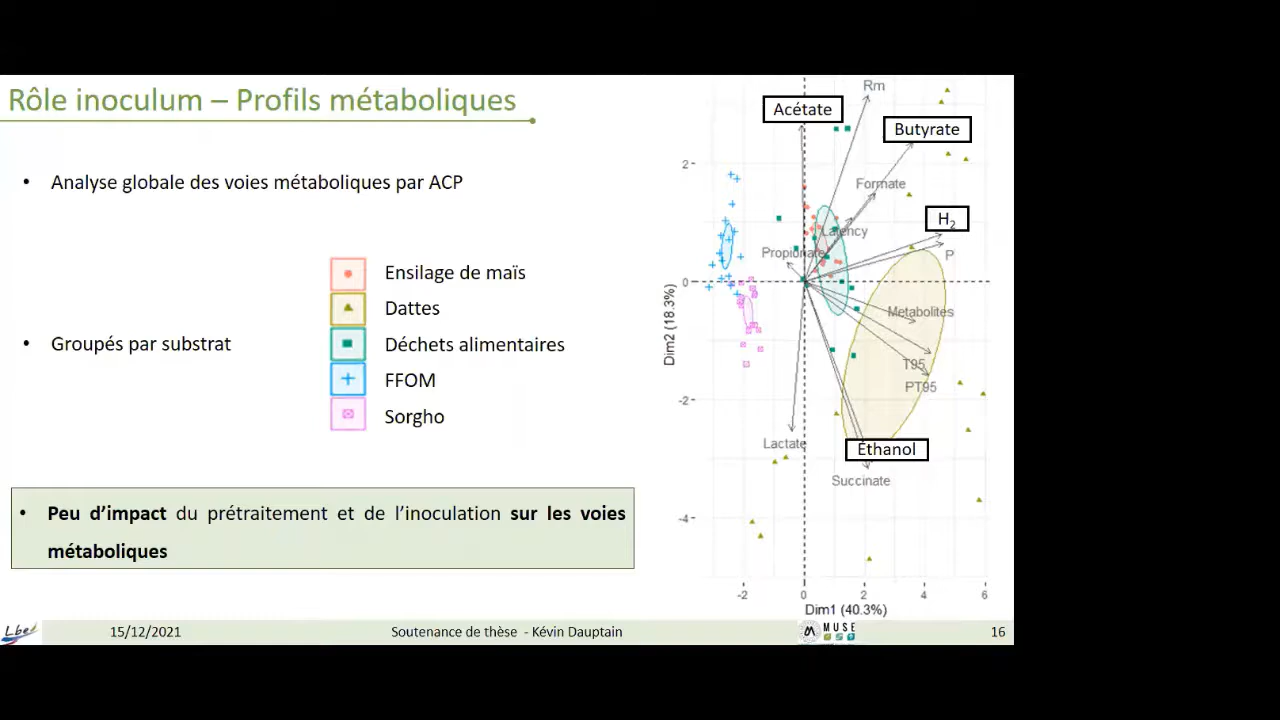 Rôle inoculum – Profils métaboliques
• Analyse globale des voies métaboliques par ACP
• Groupés par substrat
Ensilage de maïs
Dattes
Déchets alimentaires
FFOM
Sorgho
• Peu d’impact du prétraitement et de l’inoculation sur les voies
métaboliques
Rm
Acétate
Butyrate
Formate
H2
Latency
Propionate
P
Metabolites
T95
PT95
Lactate
Ethanol
Succinate
2
0
-2
-4
Dim2 (18.3%)
-2 0 2 4 6
Dim1 (40.3%)
Lbe
15/12/2021
Soutenance de thèse - Kévin Dauptain
MUSE
16